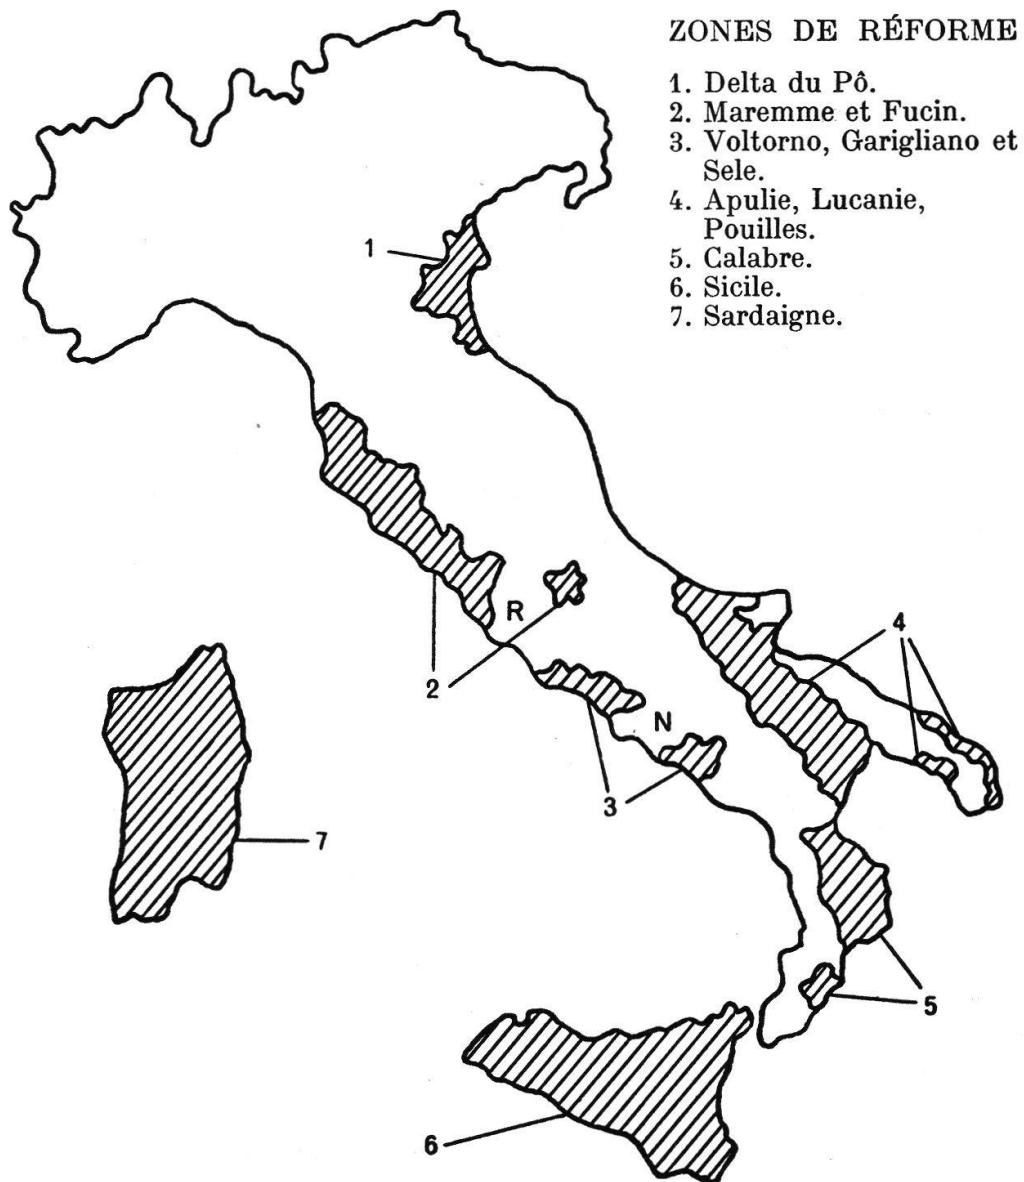 ZONES DE RÉFORME
1. Delta du Pô.
2. Maremme et Fucin.
3. Voltorno, Garigliano et
Sele.
4. Apulie, Lucanie,
Pouilles.
5. Calabre.
6. Sicile.
7. Sardaigne.
1
R
4
2
N
3
7
5
6